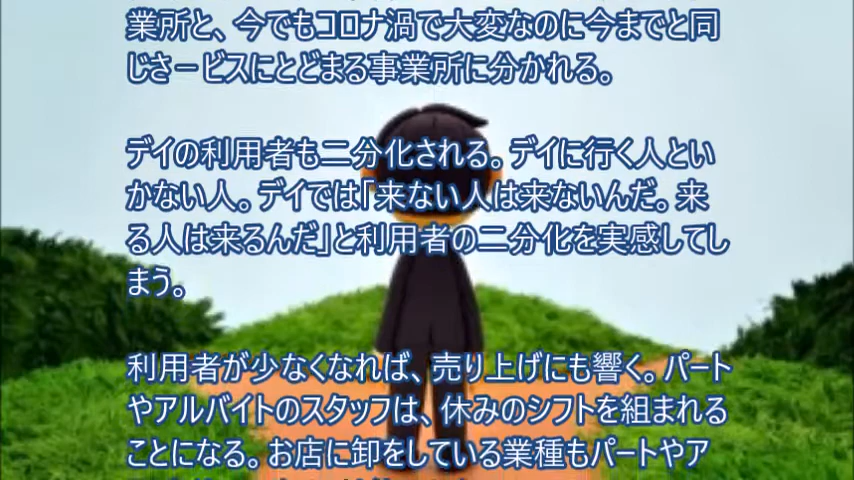 業所と、今でもコロナ渦で大変なのに今までと同
じさービスにとどまる事業所に分かれる。
デイの利用者も二分化される。デイに行く人とい
かない人。デイでは「来ない人は来ないんだ。来
る人は来るんだ」と利用者の二分化を実感してし
まう。
利用者が少なくなれば、売り上げにも響く。パート
やアルバイトのスタッフは、休みのシフトを組まれる
ことになる。お店に卸をしている業種もパートやア